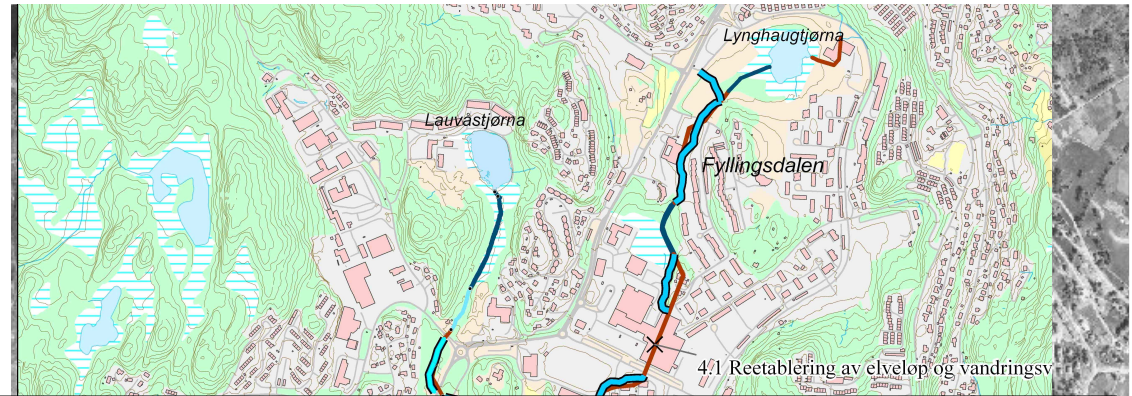 Lynghaugtjørna
Lauvåstjørna
Fyllingsdalen
4.1 Reetablering av elveløp og vandringsv